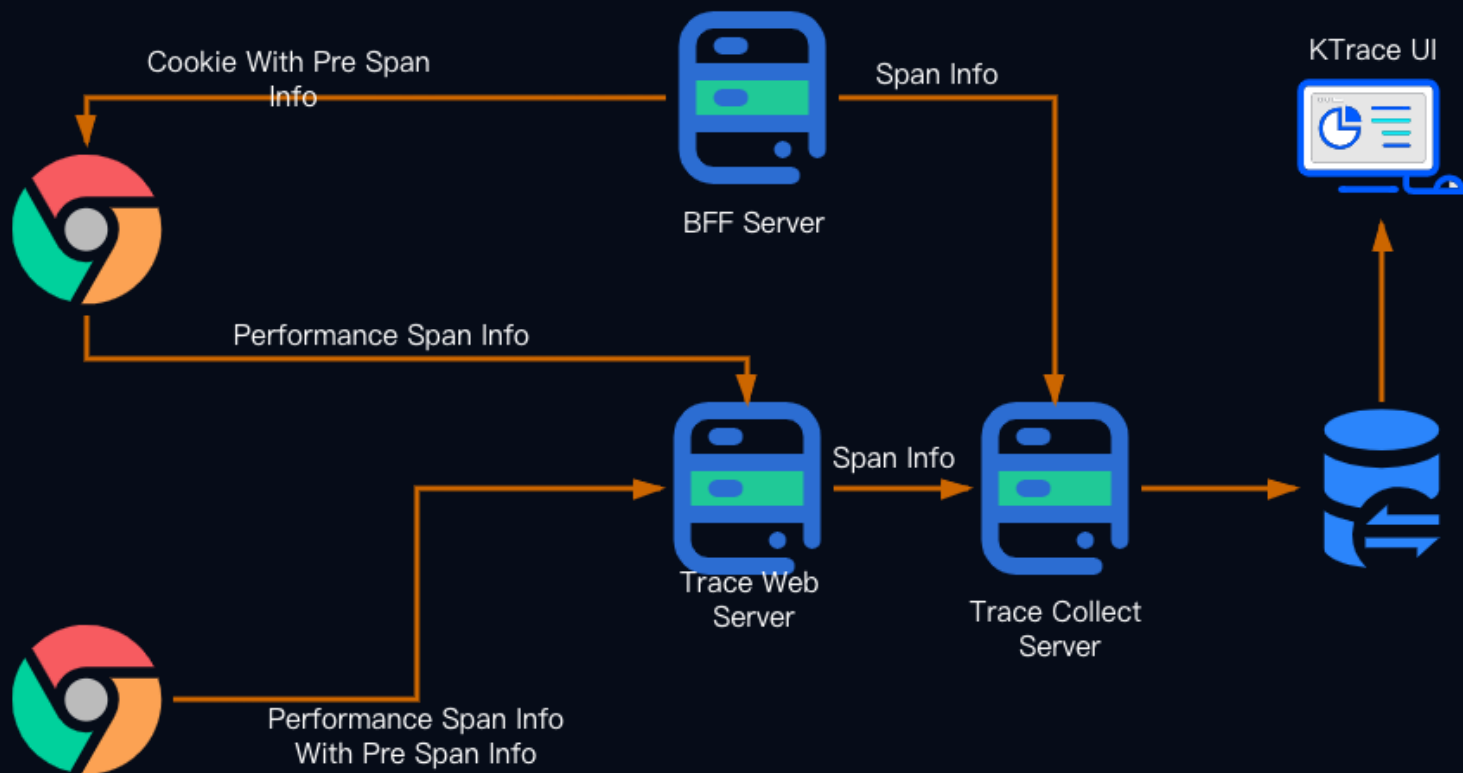 Cookie With Pre Span
Info
Span Info
KTrace UI
BFF Server
Performance Span Info
Span Info
Trace Web
Server
Trace Collect
Server
Performance Span Info
With Pre Span Info